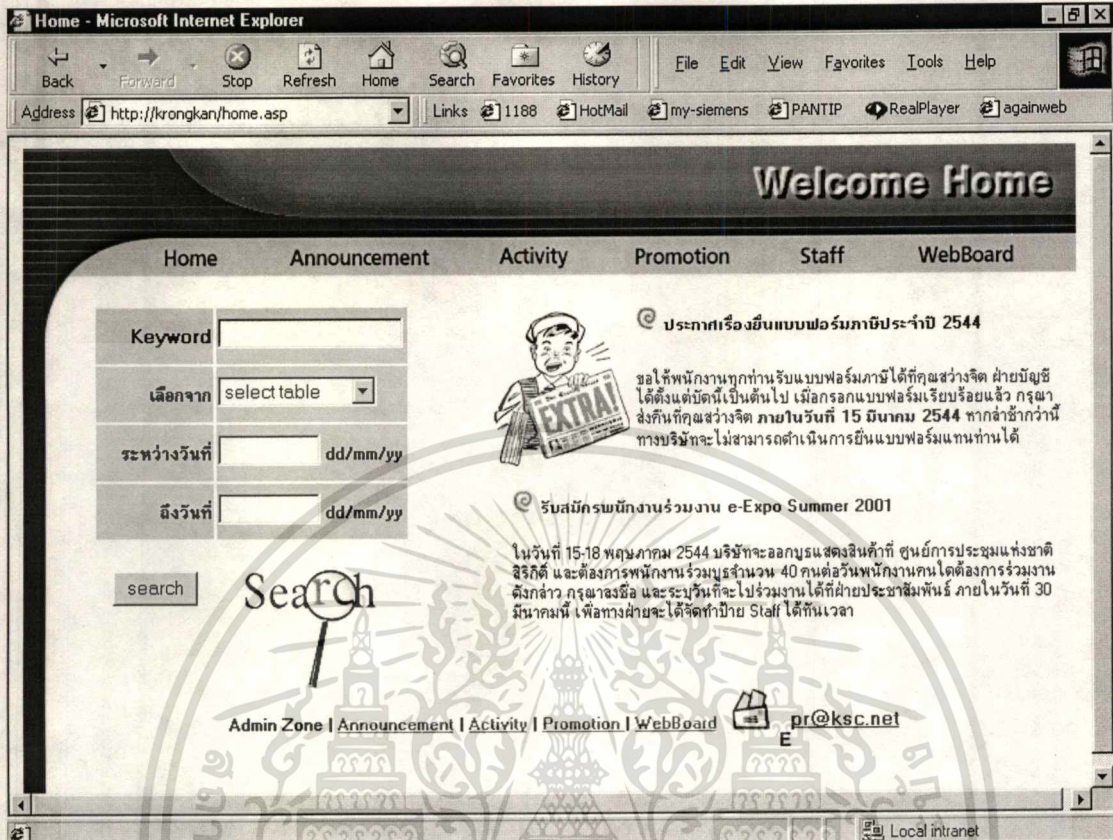 Home - Microsoft Internet Explorer
Back Forward Stop Refresh Home Search Favorites History File Edit View Favorites Tools Help
Address http://krongkan/home.asp Links 1188 HotMail my-siemens PANTIP RealPlayer againweb
Welcome Home
Home Announcement Activity Promotion Staff WebBoard
Keyword
เลือกจาก select table
ระหว่างวันที่ dd/mm/yy
ถึงวันที่ dd/mm/yy
search
Search
EXTRA!
ประกาศเรื่องยื่นแบบฟอร์มภาษีประจำปี 2544
ขอให้พนักงานทุกท่านรับแบบฟอร์มภาษีได้ที่คุณสว่างจิต ฝ่ายบัญชี
ได้ตั้งแต่บัดนี้เป็นต้นไป เมื่อกรอกแบบฟอร์มเรียบร้อยแล้ว กรุณา
ส่งคืนที่คุณสว่างจิต ภายในวันที่ 15 มีนาคม 2544 หากล่าช้ากว่านี้
ทางบริษัทจะไม่สามารถดำเนินการยื่นแบบฟอร์มแทนท่านได้
รับสมัครพนักงานร่วมงาน e-Expo Summer 2001
ในวันที่ 15-18 พฤษภาคม 2544 บริษัทจะออกบูธแสดงสินค้าที่ ศูนย์การประชุมแห่งชาติ
สิริกิติ์ และต้องการพนักงานร่วมบูธจำนวน 40 คนต่อวันพนักงานคนใดต้องการร่วมงาน
ดังกล่าว กรุณาลงชื่อ และระบุวันที่จะไปร่วมงานได้ที่ฝ่ายประชาสัมพันธ์ ภายในวันที่ 30
มีนาคมนี้ เพื่อทางฝ่ายจะได้จัดทำป้าย Staff ได้ทันเวลา
Admin Zone | Announcement | Activity | Promotion | WebBoard pr@ksc.net
E
Local intranet